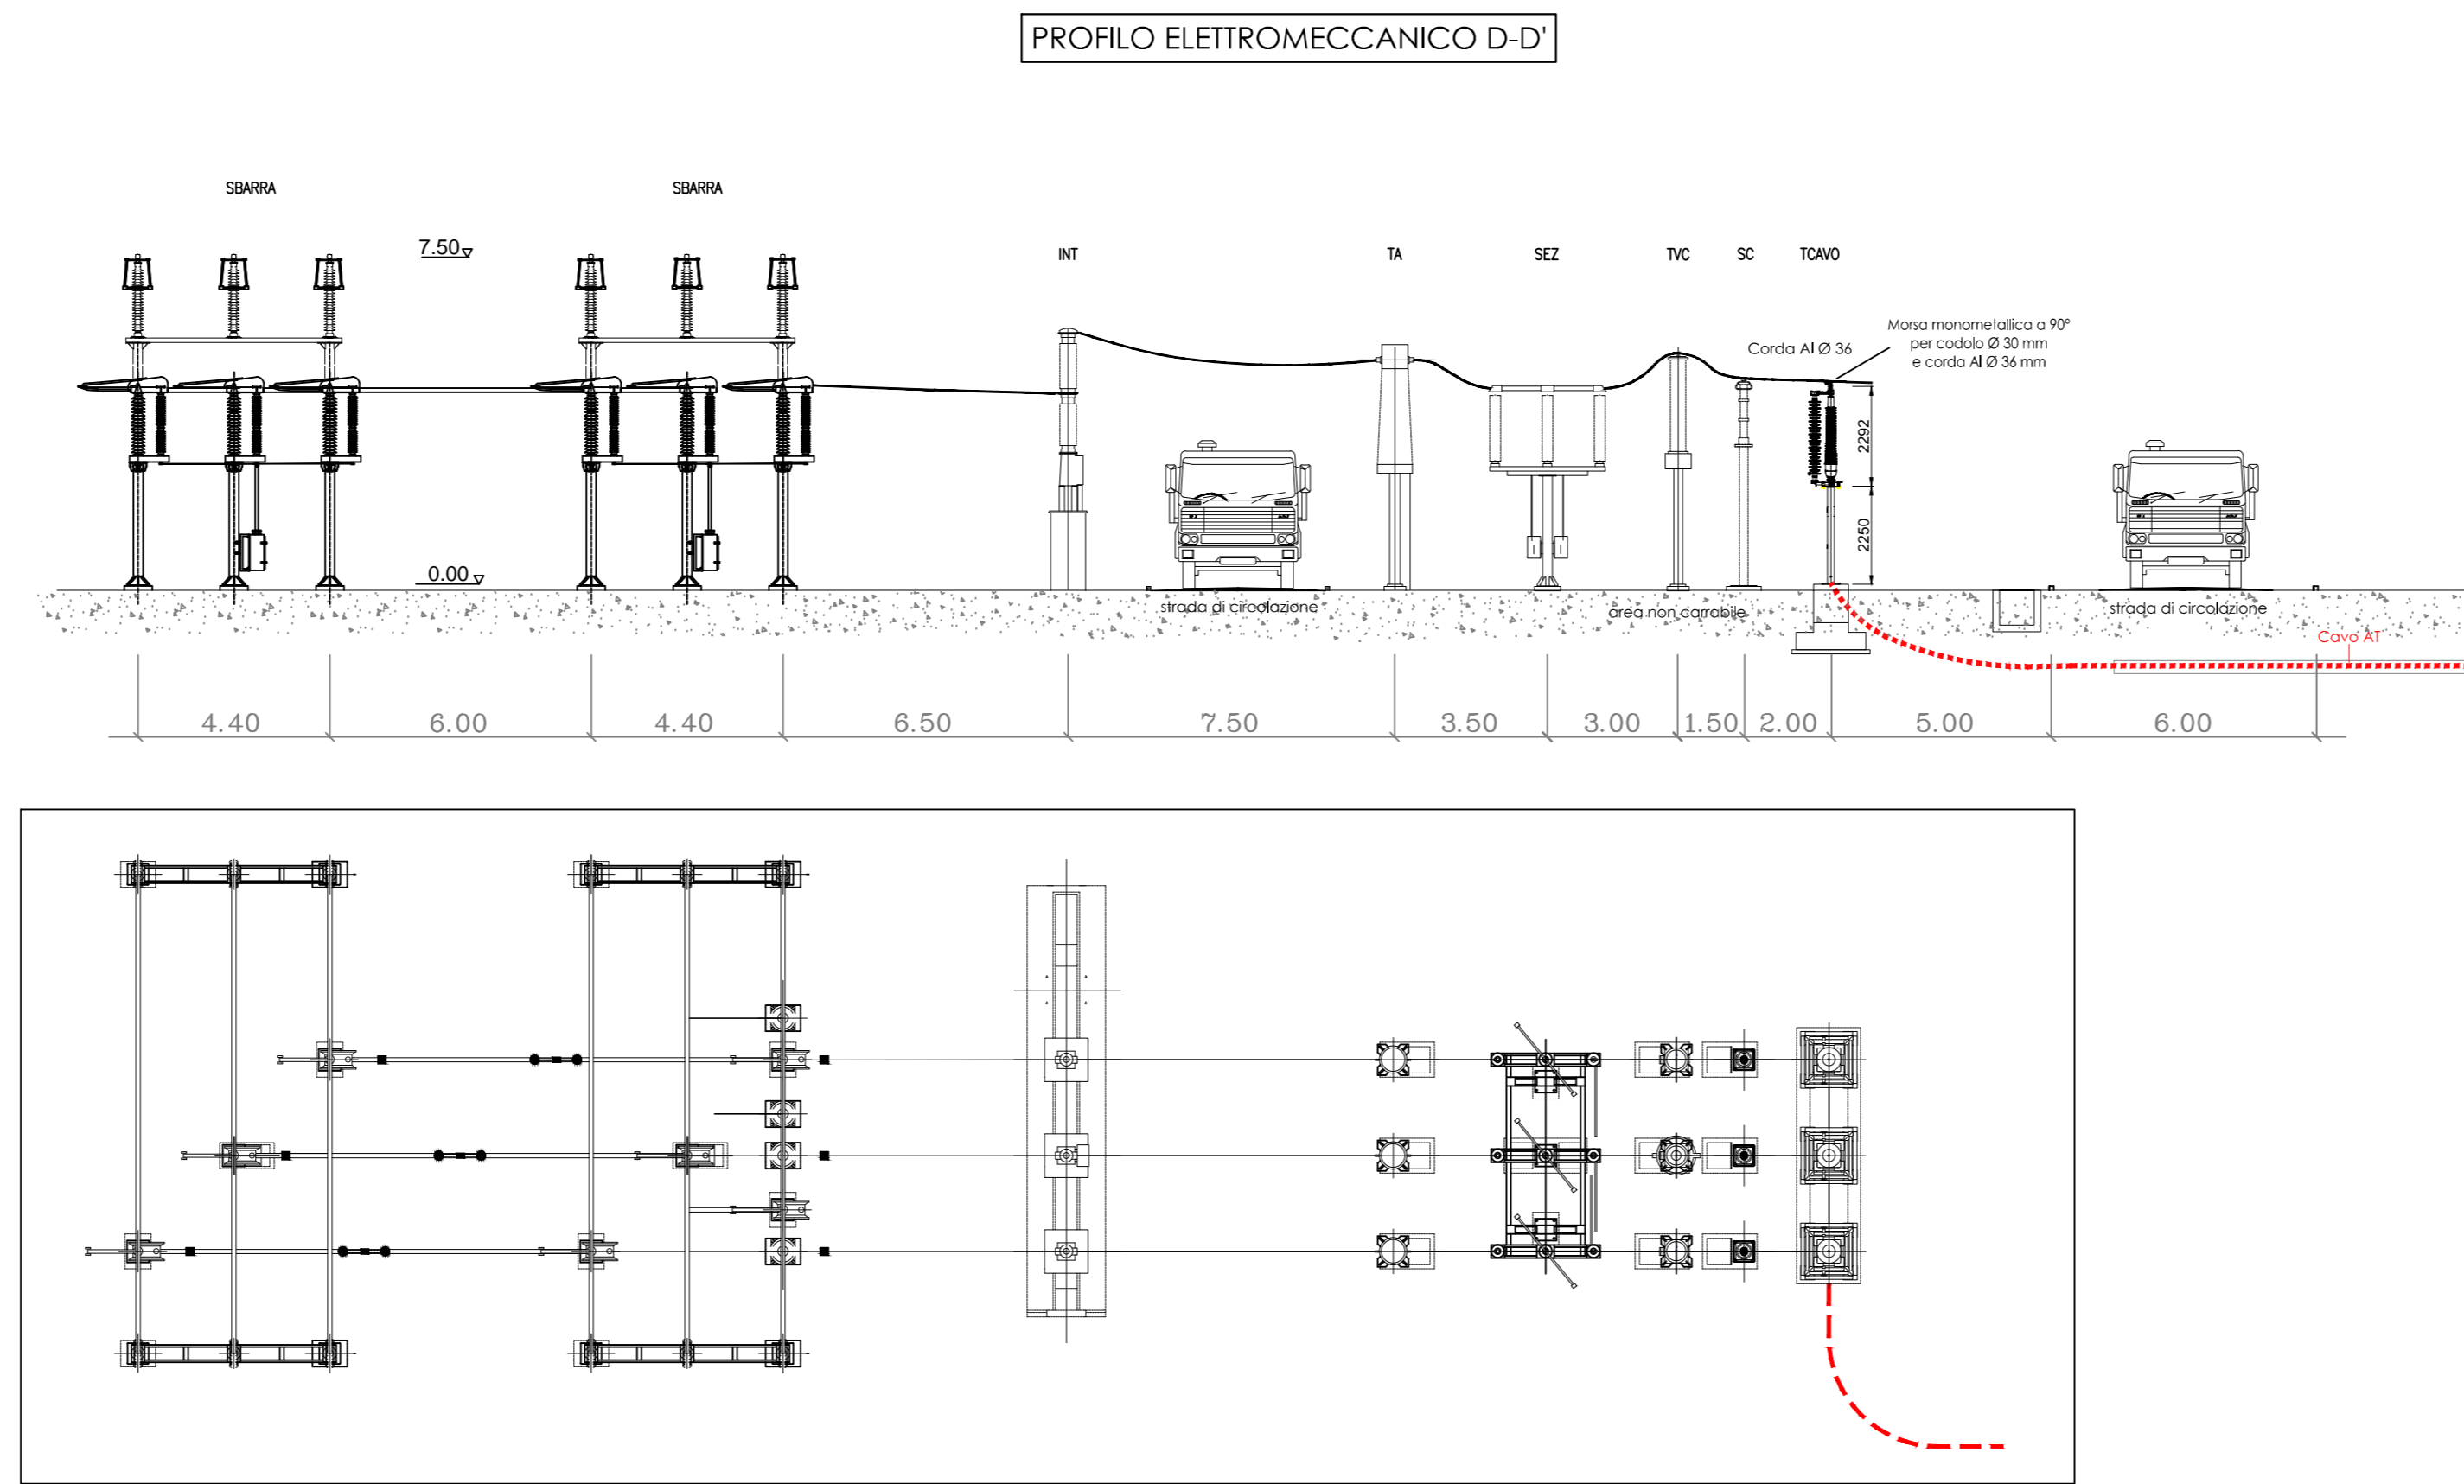 PROFILO ELETTROMECCANICO D-D'
SBARRA
SBARRA
7.50
INT
TA
SEZ
TVC
SC
TCAVO
Morsa monometallica a 90°
per codolo Ø 30 mm
e corda Al Ø 36 mm
Corda Al Ø 36
2292
2250
0.00
strada di circolazione
area non carrabile
strada di circolazione
Cavo AT
4.40
6.00
4.40
6.50
7.50
3.50
3.00
1.50
2.00
5.00
6.00